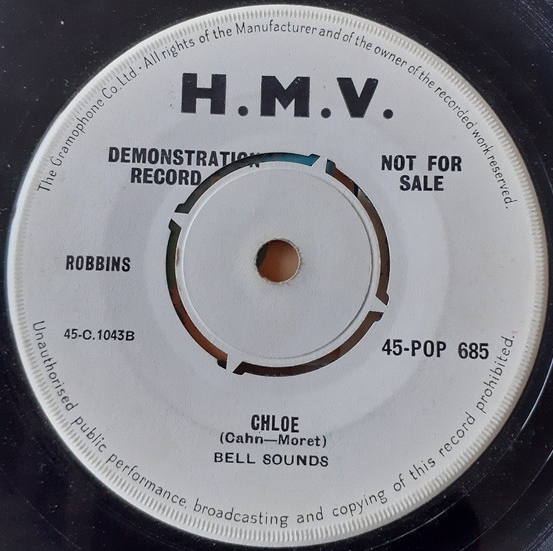 The Gramophone Co. Ltd · All rights of the Manufacturer and of the owner of the recorded work reserved.
H.M.V.
DEMONSTRATION
RECORD
NOT FOR
SALE
ROBBINS
45-C.1043B
45-POP 685
CHLOE
(Cahn—Moret)
BELL SOUNDS
Unauthorised public performance, broadcasting and copying of this record prohibited.